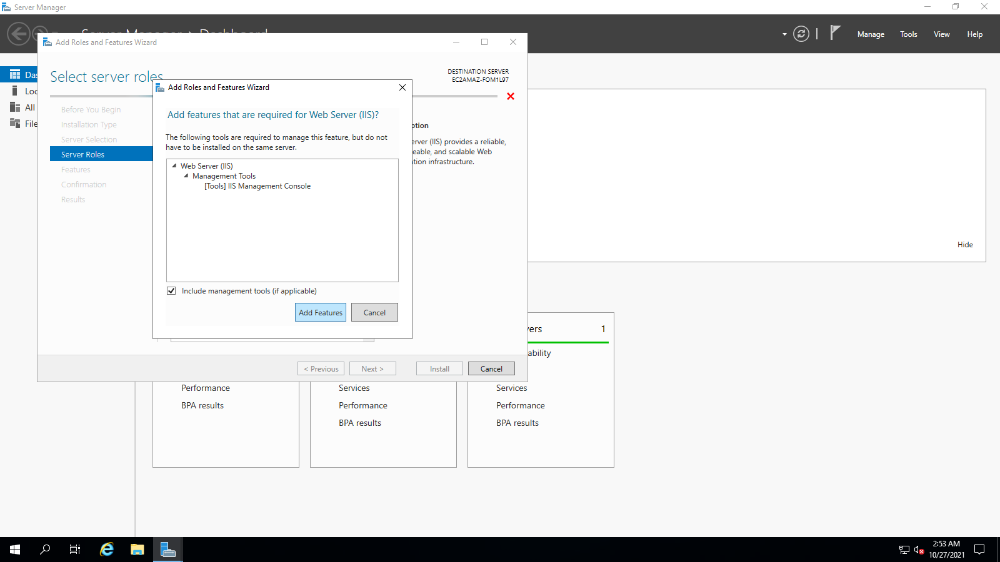 Server Manager
Manage
Tools
View
Help
Add Roles and Features Wizard
Select server roles
DESTINATION SERVER
EC2AMAZ-FOM1L97
Before You Begin
Installation Type
Server Selection
Server Roles
Features
Confirmation
Results
Add Roles and Features Wizard
Add features that are required for Web Server (IIS)?
The following tools are required to manage this feature, but do not
have to be installed on the same server.
Web Server (IIS)
Management Tools
[Tools] IIS Management Console
Include management tools (if applicable)
Add Features
Cancel
ption
erver (IIS) provides a reliable,
eable, and scalable Web
ation infrastructure.
< Previous
Next >
Install
Cancel
Das
Loc
All
File
Hide
vers
1
ability
Performance
BPA results
Services
Performance
BPA results
Services
Performance
BPA results
2:53 AM
10/27/2021